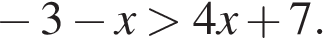 − 3 − x > 4x + 7.